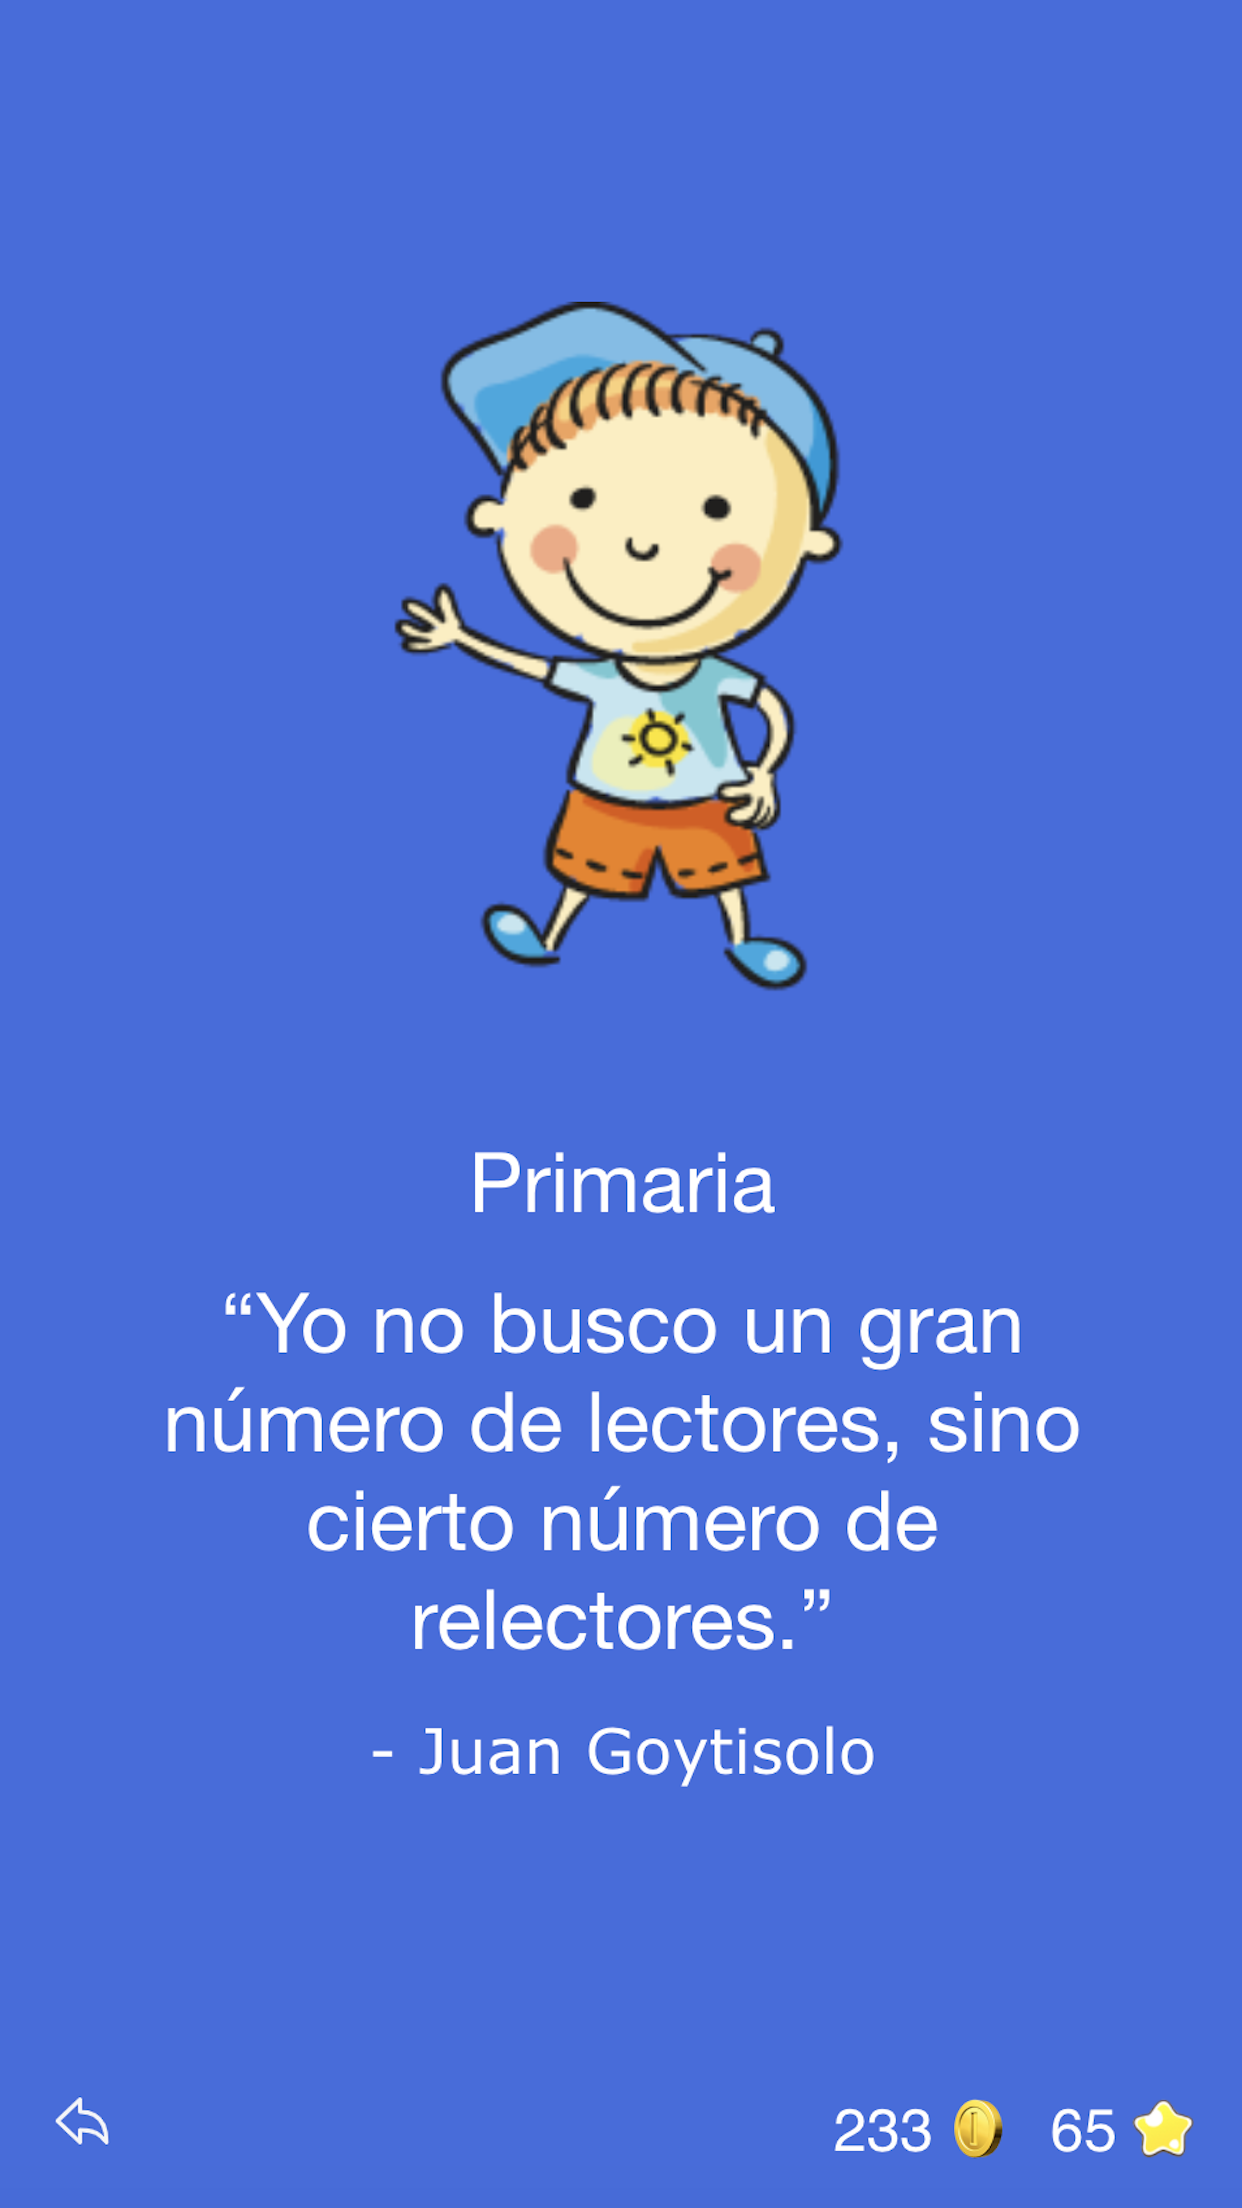 Primaria
“Yo no busco un gran
número de lectores, sino
cierto número de
relectores.”
- Juan Goytisolo
233 65